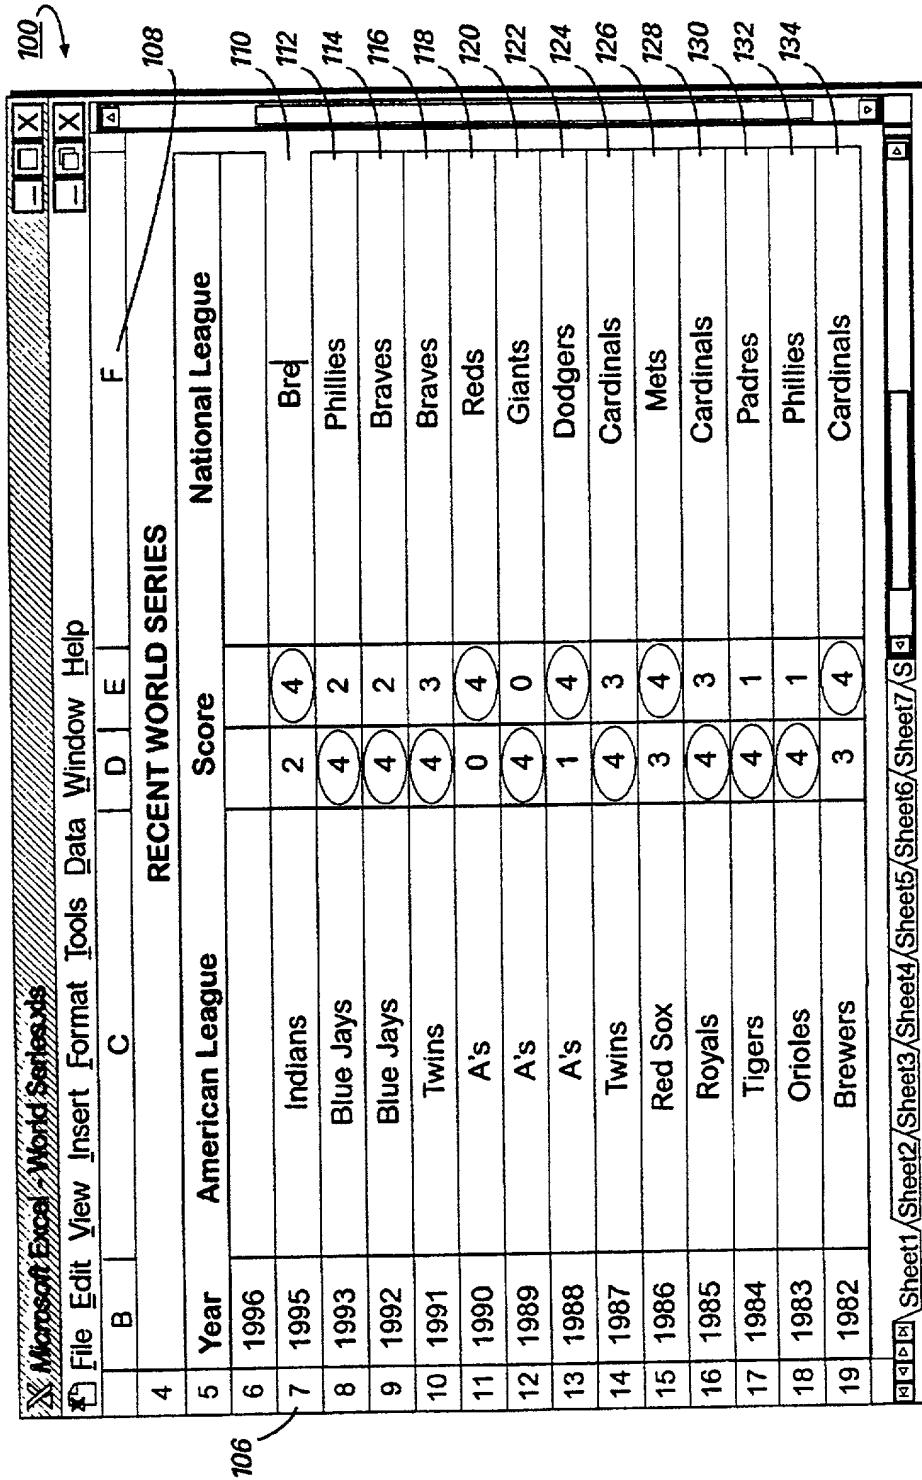 100
Microsoft Excel - World Series.xls
File Edit View Insert Format Tools Data Window Help
B C D E F
108
4 RECENT WORLD SERIES
5 Year American League Score National League
6 1996
106 7 1995 Indians 2 4 Bre 110
8 1993 Blue Jays 4 2 Phillies 112
9 1992 Blue Jays 4 2 Braves 114
10 1991 Twins 4 3 Braves 116
11 1990 A's 0 4 Reds 118
12 1989 A's 4 0 Giants 120
13 1988 A's 1 4 Dodgers 122
14 1987 Twins 4 3 Cardinals 124
15 1986 Red Sox 3 4 Mets 126
16 1985 Royals 4 3 Cardinals 128
17 1984 Tigers 4 1 Padres 130
18 1983 Orioles 4 1 Phillies 132
19 1982 Brewers 3 4 Cardinals 134
Sheet1 Sheet2 Sheet3 Sheet4 Sheet5 Sheet6 Sheet7 S